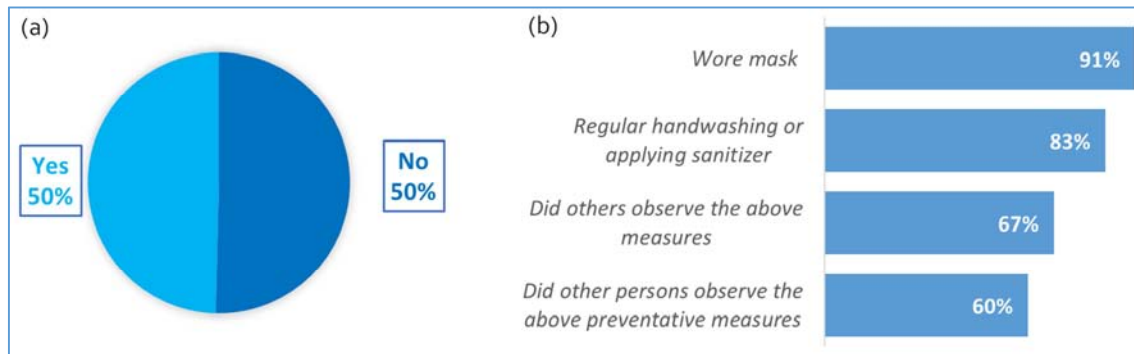 (a)
Yes
50%
No
50%
(b)
Wore mask
91%
Regular handwashing or
applying sanitizer
83%
Did others observe the above
measures
67%
Did other persons observe the
above preventative measures
60%